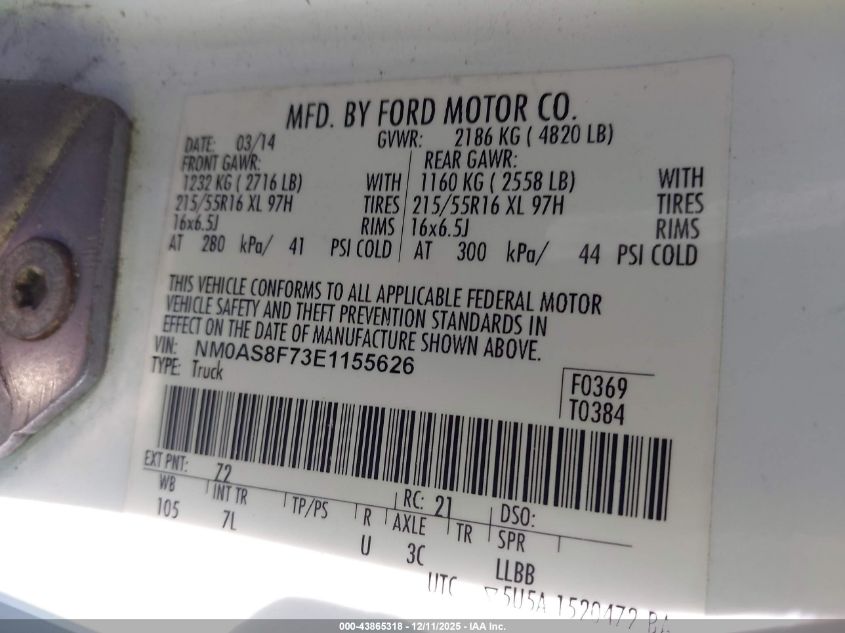 MFD. BY FORD MOTOR CO.
DATE: 03/14 GVWR: 2186 KG ( 4820 LB)
FRONT GAWR: REAR GAWR:
1232 KG ( 2716 LB) WITH 1160 KG ( 2558 LB) WITH
215/55R16 XL 97H TIRES 215/55R16 XL 97H TIRES
16x6.5J RIMS 16x6.5J RIMS
AT 280 kPa/ 41 PSI COLD AT 300 kPa/ 44 PSI COLD
THIS VEHICLE CONFORMS TO ALL APPLICABLE FEDERAL MOTOR
VEHICLE SAFETY AND THEFT PREVENTION STANDARDS IN
EFFECT ON THE DATE OF MANUFACTURE SHOWN ABOVE.
VIN: NM0AS8F73E1155626
TYPE: Truck
F0369
T0384
EXT PNT: Z2 RC: 21 DSO:
WB INT TR TP/PS R AXLE TR SPR
105 7L U 3C LLBB
UTC 5U5A 1520472
000-43865318 - 12/11/2025 - IAA Inc.